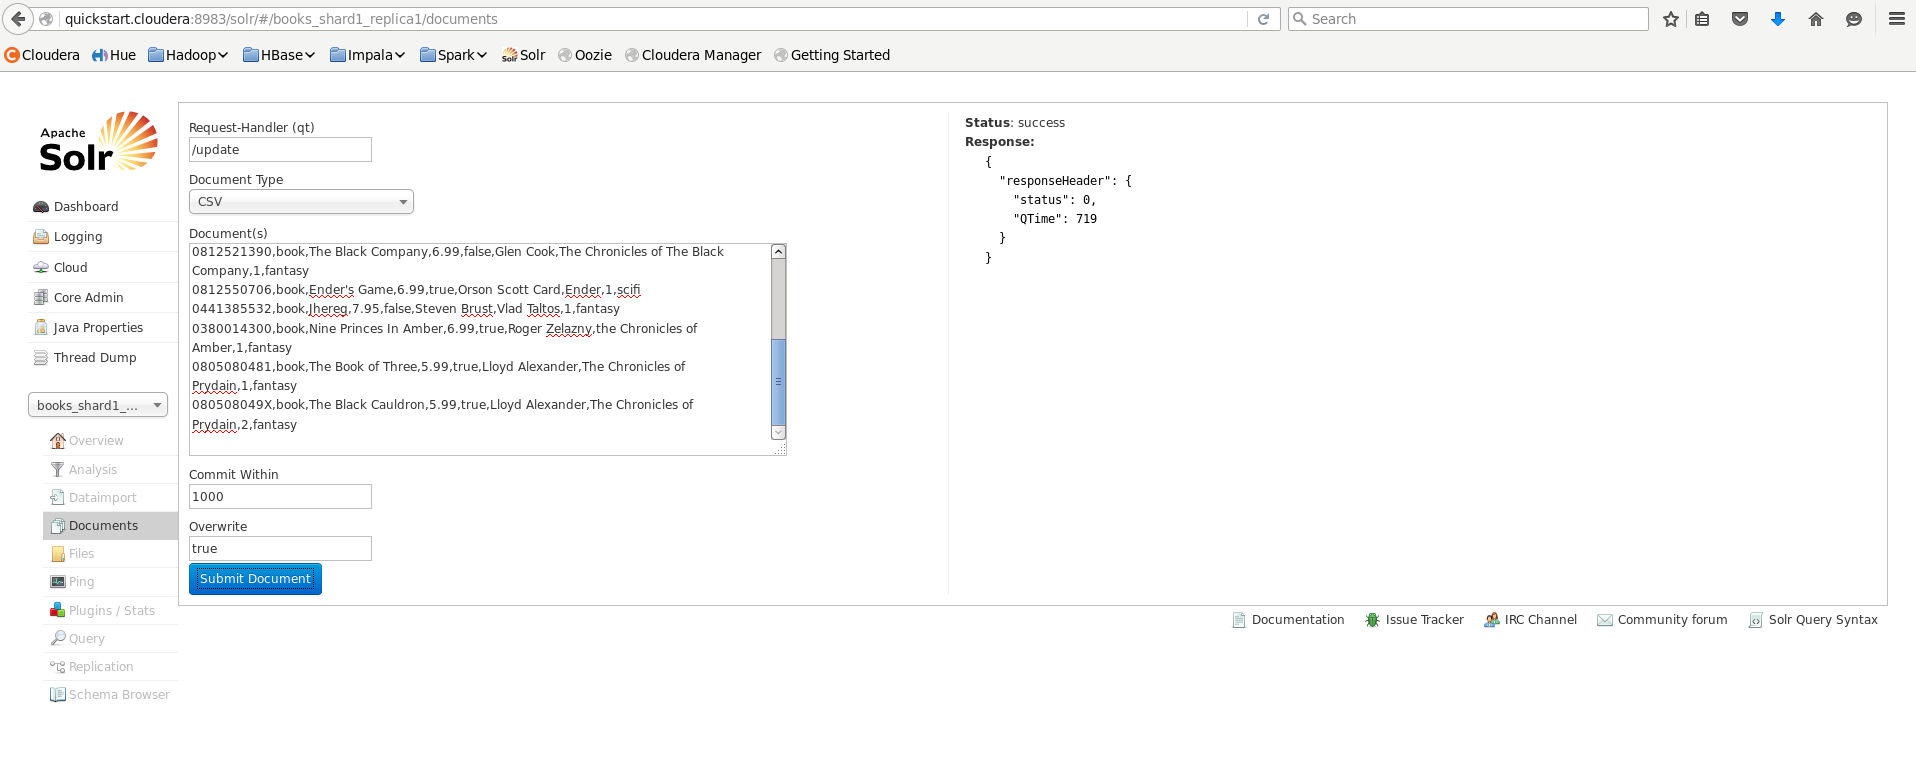 quickstart.cloudera:8983/solr/#/books_shard1_replica1/documents
Search
Cloudera
Hue
Hadoop
HBase
Impala
Spark
Solr
Solr
Oozie
Cloudera Manager
Getting Started
Apache
Solr
Dashboard
Logging
Cloud
Core Admin
Java Properties
Thread Dump
books_shard1_...
Overview
Analysis
Dataimport
Documents
Files
Ping
Plugins / Stats
Query
Replication
Schema Browser
Request-Handler (qt)
/update
Document Type
CSV
Document(s)
0812521390,book,The Black Company,6.99,false,Glen Cook,The Chronicles of The Black
Company,1,fantasy
0812550706,book,Ender's Game,6.99,true,Orson Scott Card,Ender,1,scifi
0441385532,book,Jhereg,7.95,false,Steven Brust,Vlad Taltos,1,fantasy
0380014300,book,Nine Princes In Amber,6.99,true,Roger Zelazny,the Chronicles of
Amber,1,fantasy
0805080481,book,The Book of Three,5.99,true,Lloyd Alexander,The Chronicles of
Prydain,1,fantasy
080508049X,book,The Black Cauldron,5.99,true,Lloyd Alexander,The Chronicles of
Prydain,2,fantasy
Commit Within
1000
Overwrite
true
Submit Document
Status: success
Response:
{
"responseHeader": {
"status": 0,
"QTime": 719
}
}
Documentation
Issue Tracker
IRC Channel
Community forum
Solr Query Syntax